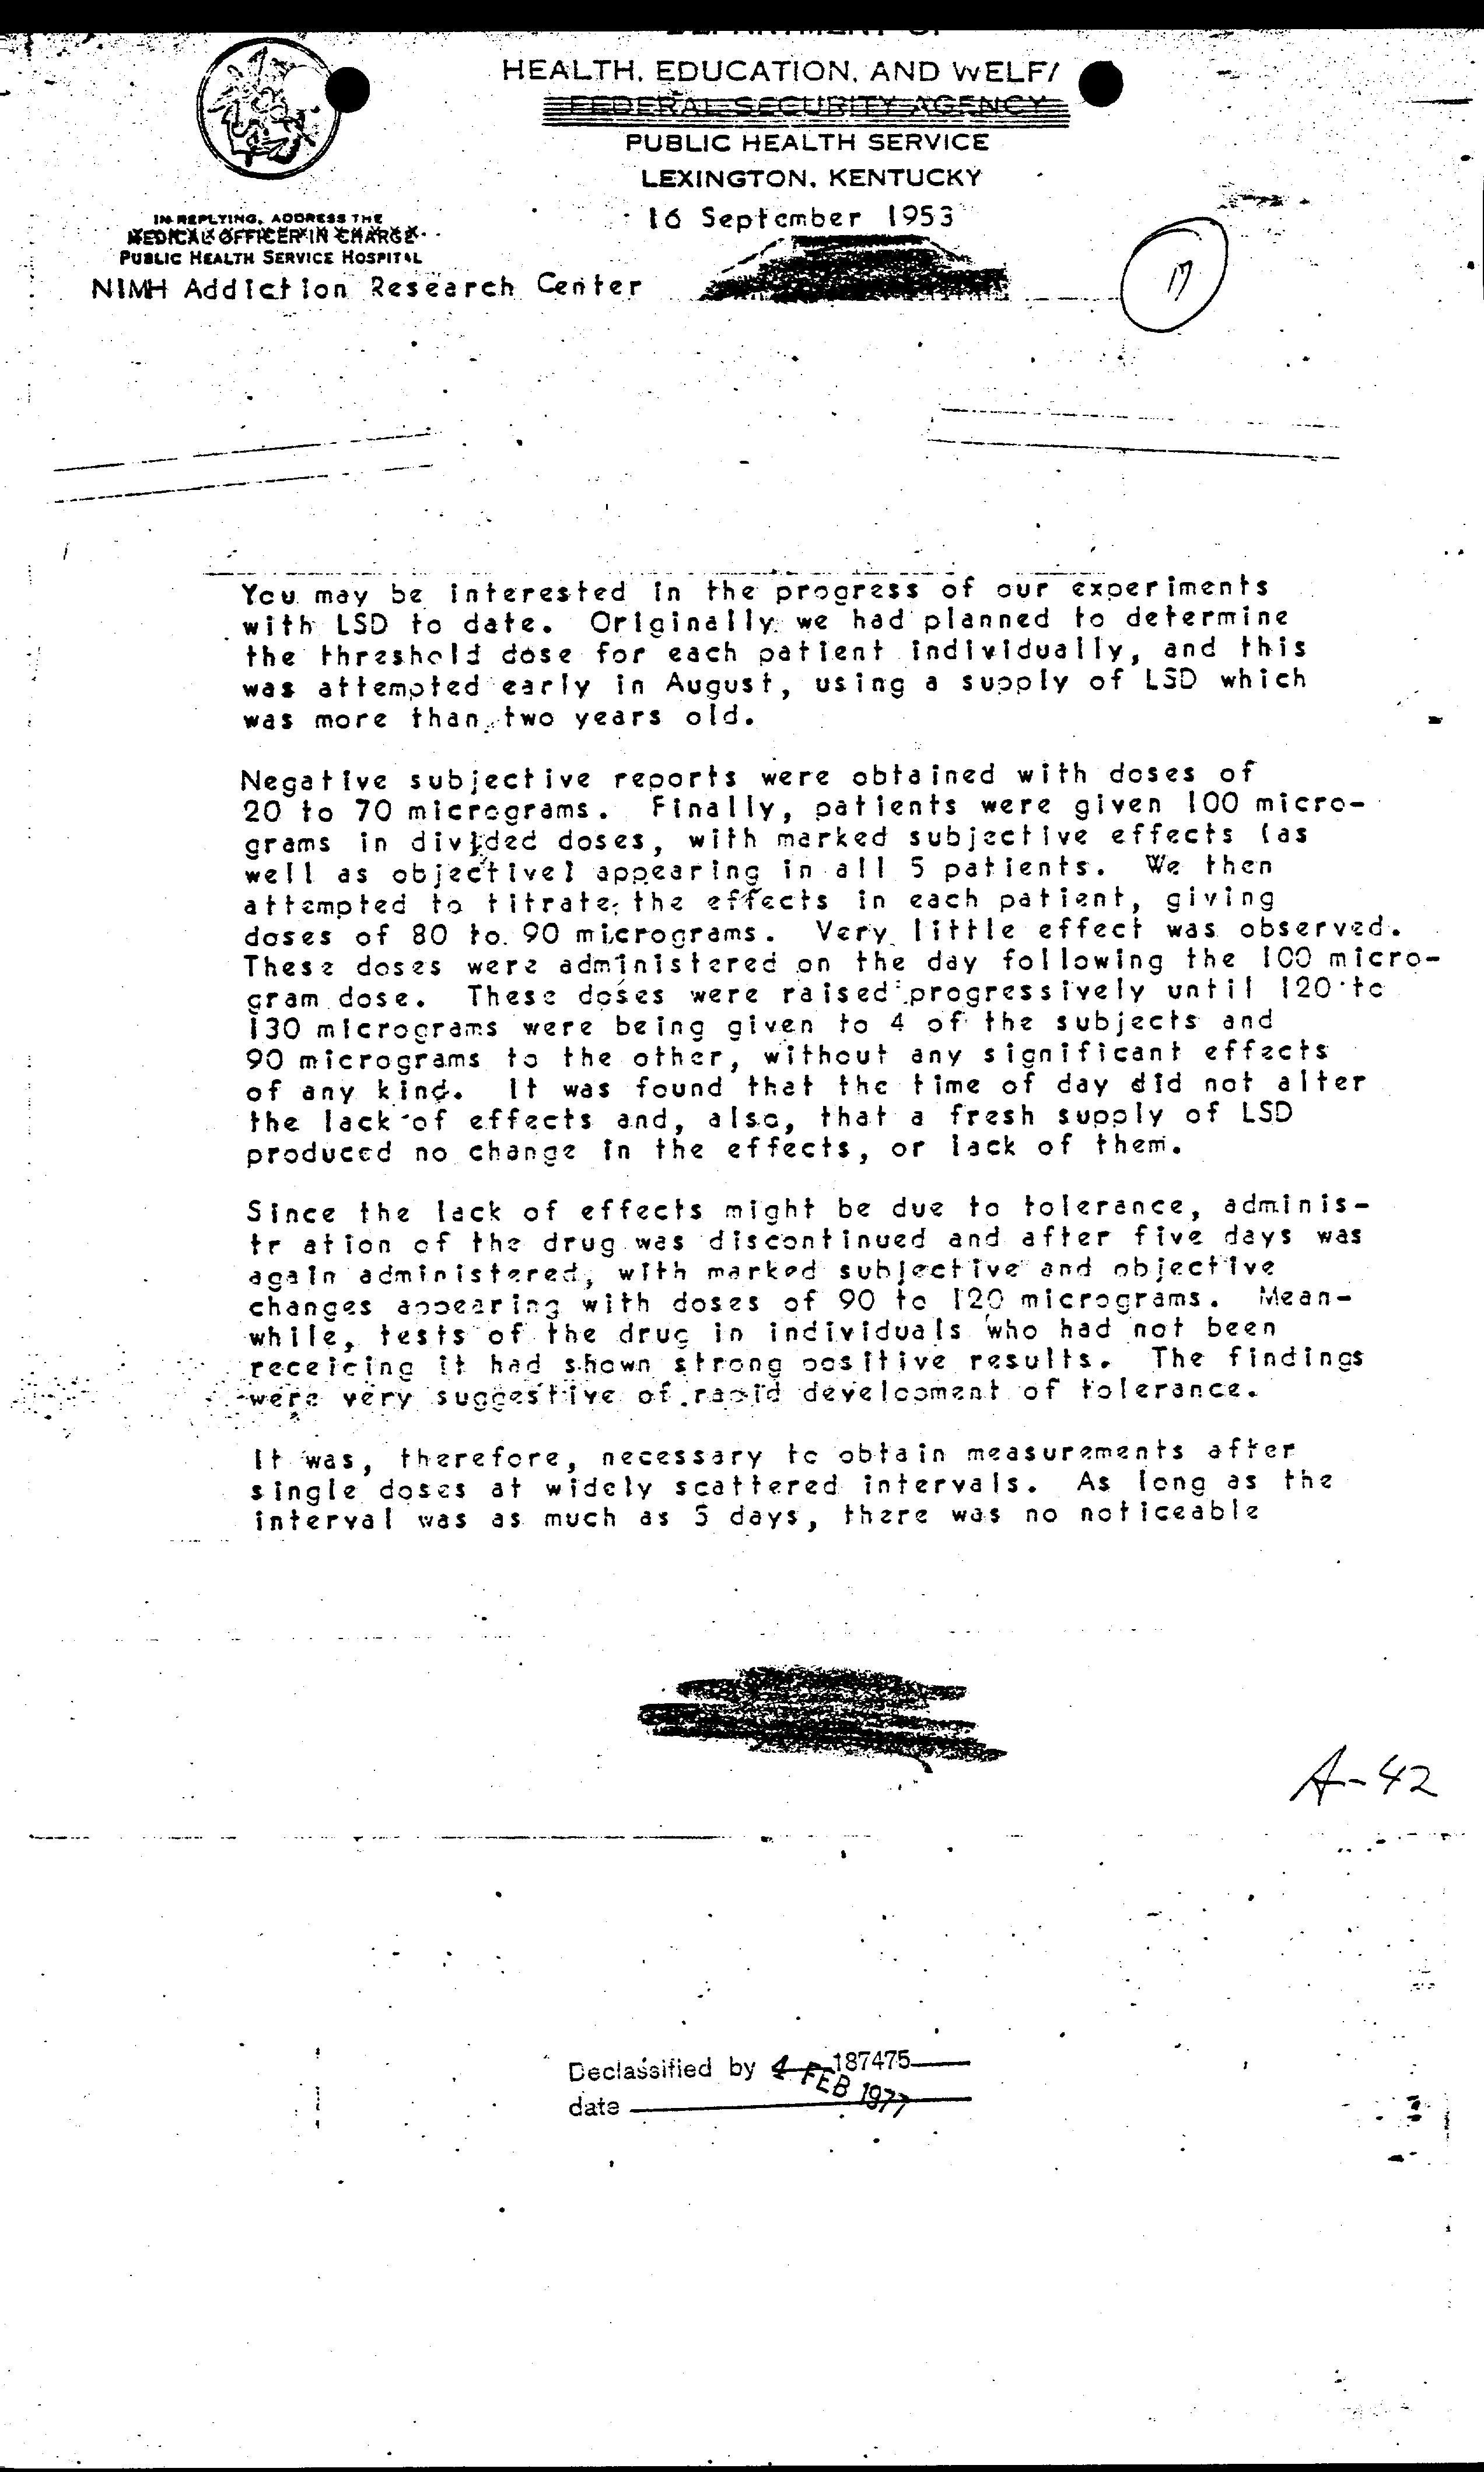 DEPARTMENT OF
HEALTH, EDUCATION, AND WELF
FEDERAL SECURITY AGENCY
PUBLIC HEALTH SERVICE
LEXINGTON, KENTUCKY
16 September 1953
IN REPLYING, ADDRESS THE
MEDICAL OFFICER IN CHARGE
PUBLIC HEALTH SERVICE HOSPITAL
NIMH Addiction Research Center
17
You may be interested in the progress of our experiments
with LSD to date. Originally we had planned to determine
the threshold dose for each patient individually, and this
was attempted early in August, using a supply of LSD which
was more than two years old.
Negative subjective reports were obtained with doses of
20 to 70 micrograms. Finally, patients were given 100 micro-
grams in divided doses, with marked subjective effects (as
well as objective) appearing in all 5 patients. We then
attempted to titrate the effects in each patient, giving
doses of 80 to 90 micrograms. Very little effect was observed.
These doses were administered on the day following the 100 micro-
gram dose. These doses were raised progressively until 120 to
130 micrograms were being given to 4 of the subjects and
90 micrograms to the other, without any significant effects
of any kind. It was found that the time of day did not alter
the lack of effects and, also, that a fresh supply of LSD
produced no change in the effects, or lack of them.
Since the lack of effects might be due to tolerance, adminis-
tr ation of the drug was discontinued and after five days was
again administered, with marked subjective and objective
changes appearing with doses of 90 to 120 micrograms. Mean-
while, tests of the drug in individuals who had not been
receicing it had shown strong positive results. The findings
were very suggestive of rapid development of tolerance.
It was, therefore, necessary to obtain measurements after
single doses at widely scattered intervals. As long as the
interval was as much as 5 days, there was no noticeable
A-42
Declassified by 187475
date 4 FEB 1977